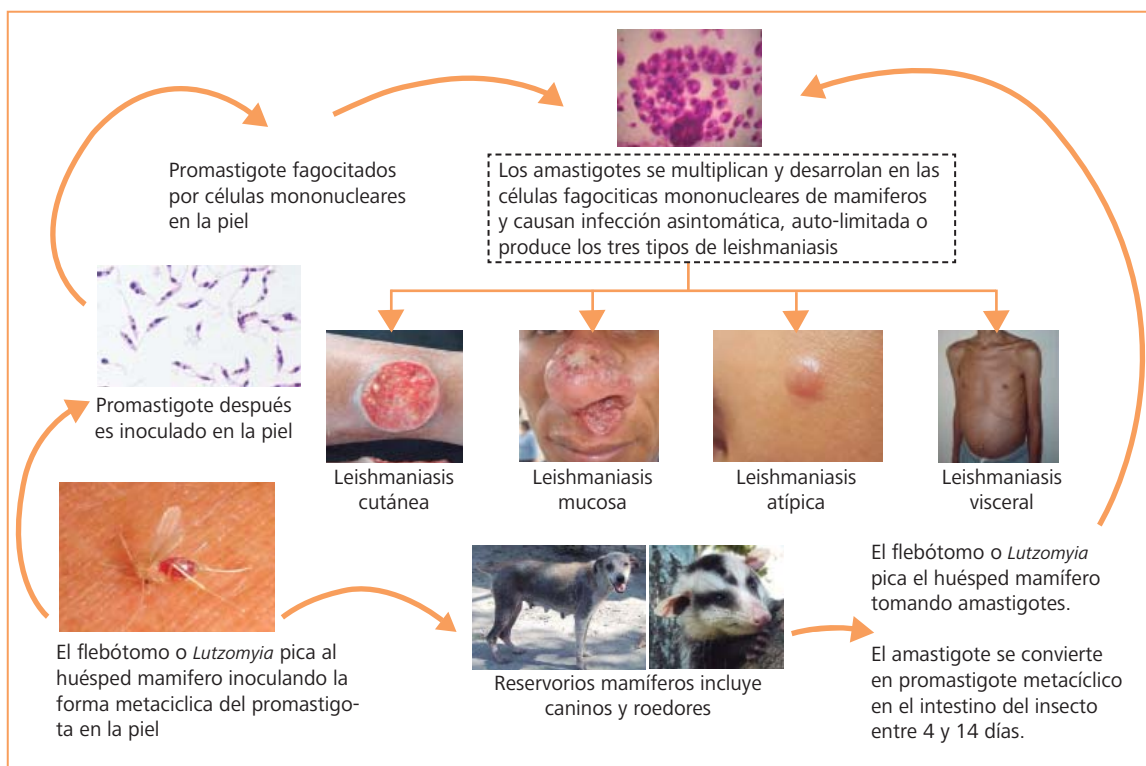 Promastigote fagocitados
por células mononucleares
en la piel
Los amastigotes se multiplican y desarrolan en las
células fagociticas mononucleares de mamiferos
y causan infección asintomática, auto-limitada o
produce los tres tipos de leishmaniasis
Promastigote después
es inoculado en la piel
Leishmaniasis
cutánea
Leishmaniasis
mucosa
Leishmaniasis
atípica
Leishmaniasis
visceral
El flebótomo o Lutzomyia pica al
huésped mamifero inoculando la
forma metaciclica del promastigo-
ta en la piel
Reservorios mamíferos incluye
caninos y roedores
El flebótomo o Lutzomyia
pica el huésped mamífero
tomando amastigotes.
El amastigote se convierte
en promastigote metacíclico
en el intestino del insecto
entre 4 y 14 días.